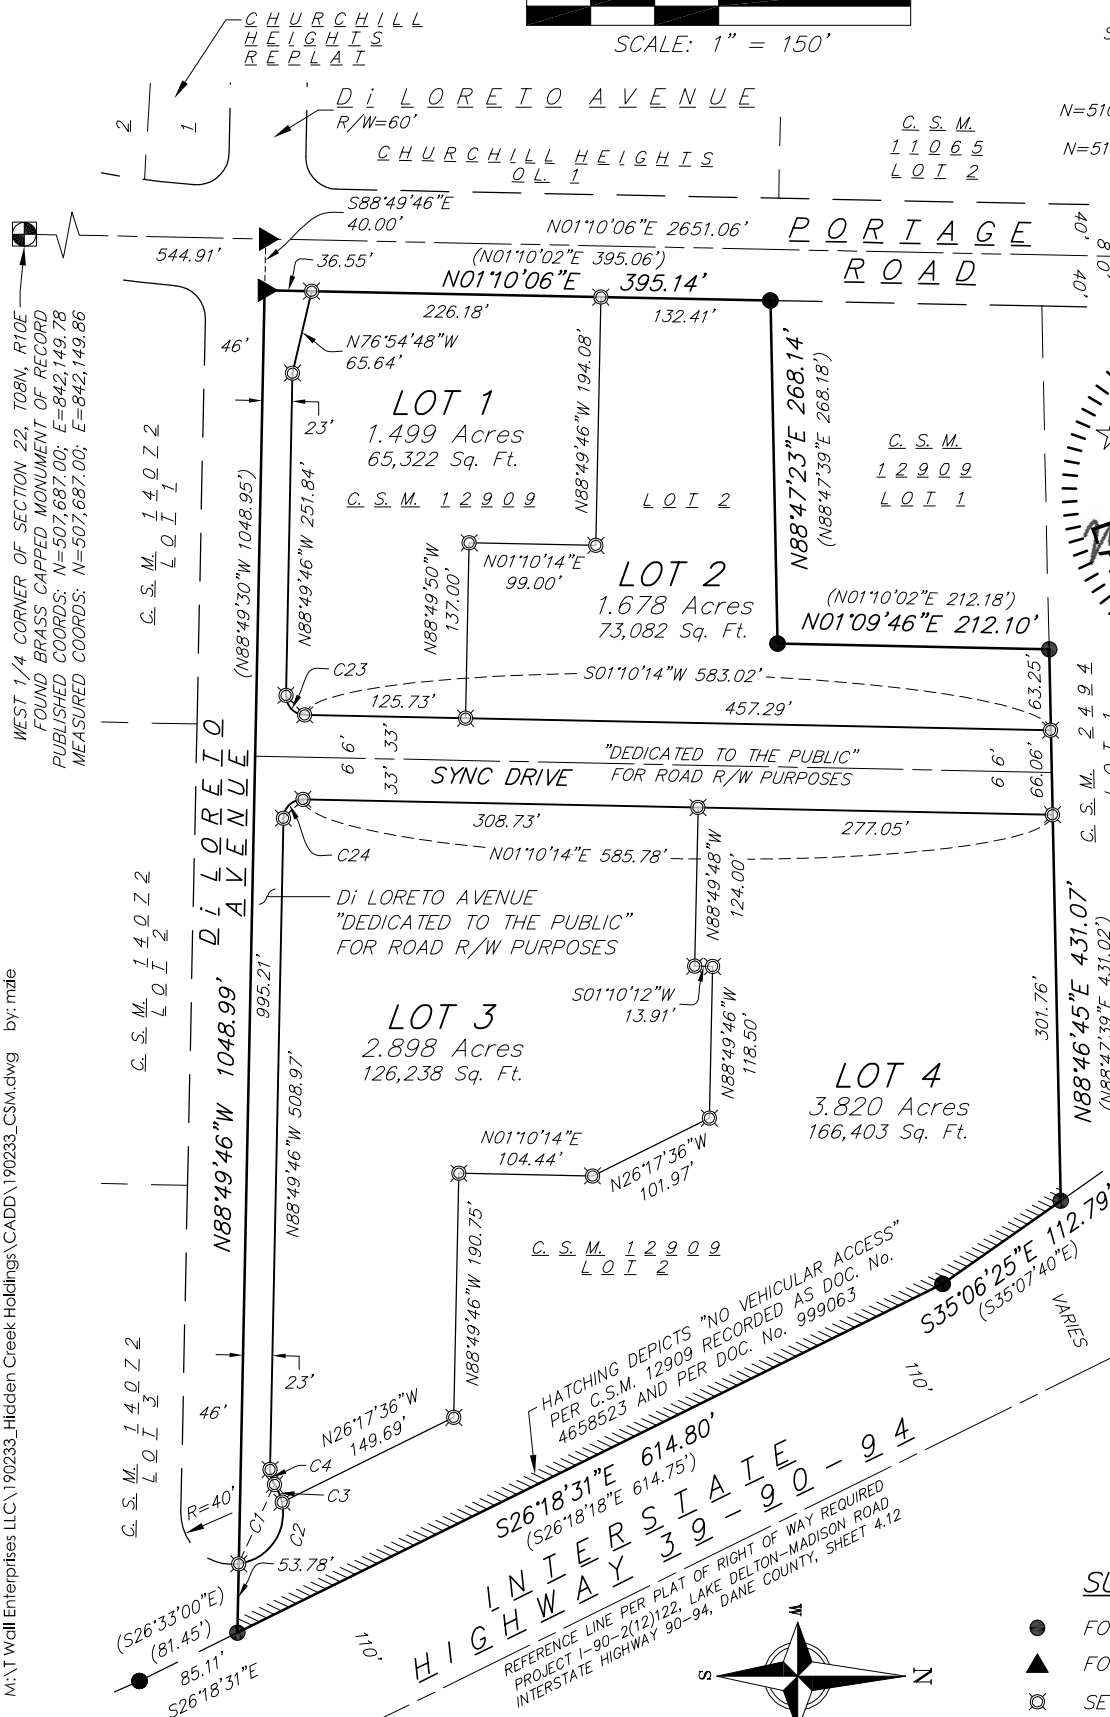 SCALE: 1" = 150'
CHURCHILL
HEIGHTS
REPLAT
Di LORETO AVENUE
R/W=60'
2
1
CHURCHILL HEIGHTS
OL. 1
C. S. M.
11065
LOT 2
S88°49'46"E
40.00'
N01°10'06"E 2651.06'
PORTAGE
ROAD
40'
40'
544.91'
36.55'
(N01°10'02"E 395.06')
N01°10'06"E 395.14'
226.18'
132.41'
WEST 1/4 CORNER OF SECTION 22, T08N, R10E
FOUND BRASS CAPPED MONUMENT OF RECORD
PUBLISHED COORDS: N=507,687.00; E=842,149.78
MEASURED COORDS: N=507,687.00; E=842,149.86
46'
N76°54'48"W
65.64'
23'
LOT 1
1.499 Acres
65,322 Sq. Ft.
C. S. M. 12909
LOT 2
N88°49'46"W 194.08'
N88°47'23"E 268.14'
(N88°47'39"E 268.18')
C. S. M.
12909
LOT 1
C. S. M. 14072
LOT 1
(N88°49'30"W 1048.95')
N88°49'46"W 251.84'
N88°49'50"W
137.00'
N01°10'14"E
99.00'
LOT 2
1.678 Acres
73,082 Sq. Ft.
(N01°10'02"E 212.18')
N01°09'46"E 212.10'
C23
S01°10'14"W 583.02'
63.25'
125.73'
457.29'
C. S. M. 2494
66'
33'
33'
SYNC DRIVE
"DEDICATED TO THE PUBLIC"
FOR ROAD R/W PURPOSES
66'
66.06'
Di LORETO
AVENUE
308.73'
277.05'
C24
N01°10'14"E 585.78'
Di LORETO AVENUE
"DEDICATED TO THE PUBLIC"
FOR ROAD R/W PURPOSES
N88°49'48"W
124.00'
C. S. M. 14072
LOT 2
995.21'
N88°49'46"W 1048.99'
S01°10'12"W
13.91'
N88°49'46"W
118.50'
301.76'
N88°46'45"E 431.07'
(N88°47'39"E 431.02')
LOT 3
2.898 Acres
126,238 Sq. Ft.
LOT 4
3.820 Acres
166,403 Sq. Ft.
N88°49'46"W 508.97'
N01°10'14"E
104.44'
N26°17'36"W
101.97'
N88°49'46"W 190.75'
C. S. M. 12909
LOT 2
HATCHING DEPICTS "NO VEHICULAR ACCESS"
PER C.S.M. 12909 RECORDED AS DOC. No.
4658523 AND PER DOC. No. 999063
S35°06'25"E 112.79'
(S35°07'40"E)
VARIES
110'
C. S. M. 14072
LOT 3
46'
23'
N26°17'36"W
149.69'
C4
C3
R=40'
C1
C2
53.78'
S26°18'31"E 614.80'
(S26°18'18"E 614.75')
INTERSTATE
HIGHWAY 39-90-94
REFERENCE LINE PER PLAT OF RIGHT OF WAY REQUIRED
PROJECT I-90-2(12)122, LAKE DELTON-MADISON ROAD
INTERSTATE HIGHWAY 90-94, DANE COUNTY, SHEET 4.12
110'
(S26°33'00"E)
(81.45')
85.11'
S26°18'31"E
W
S
N
M:\T Wall Enterprises LLC\190233_Hidden Creek Holdings\CADD\190233_CSM.dwg by: mzie